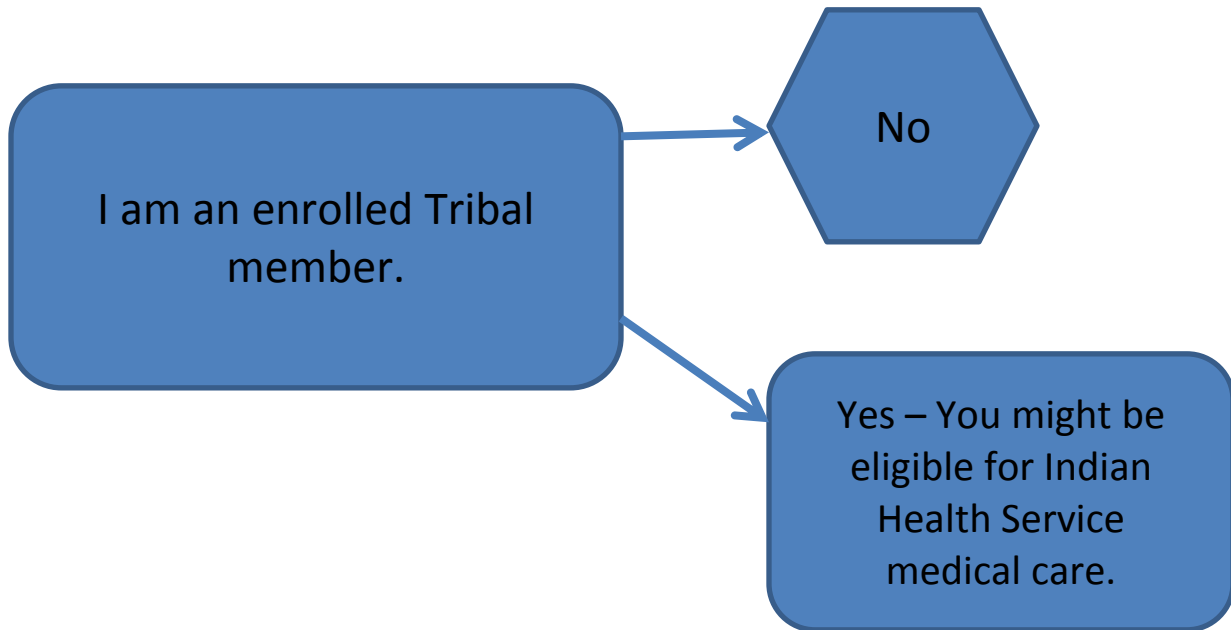 No
I am an enrolled Tribal
member.
Yes – You might be
eligible for Indian
Health Service
medical care.